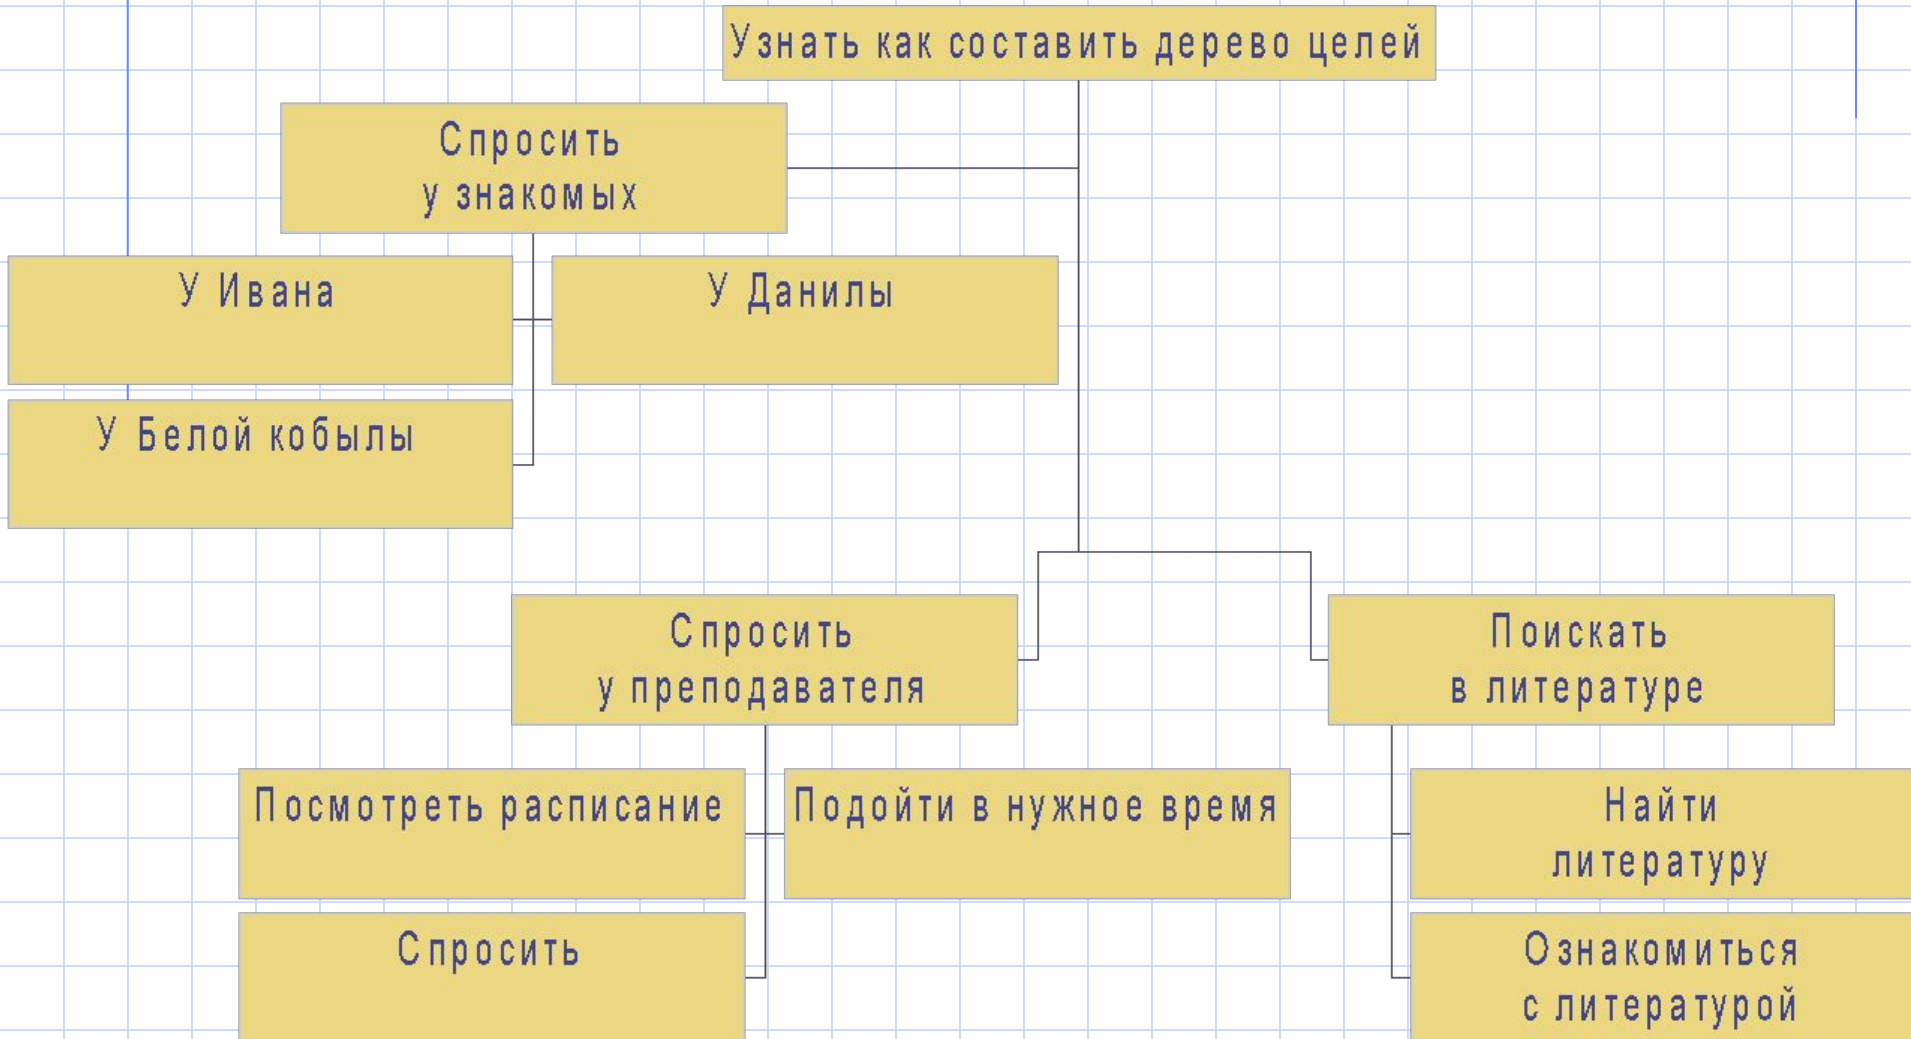 Узнать как составить дерево целей
Спросить
у знакомых
У Ивана
У Данилы
У Белой кобылы
Спросить
у преподавателя
Поискать
в литературе
Посмотреть расписание
Подойти в нужное время
Найти
литературу
Спросить
Ознакомиться
с литературой